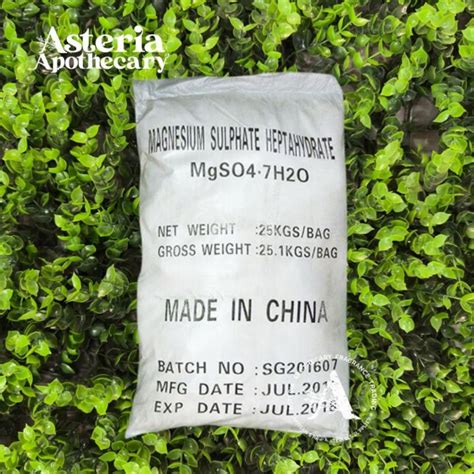 Asteria
Apothecary
MAGNESIUM SULPHATE HEPTAHYDRATE
MgSO4·7H2O
NET WEIGHT :25KGS/BAG
GROSS WEIGHT :25.1KGS/BAG
MADE IN CHINA
BATCH NO :SG201607
MFG DATE :JUL.201
EXP DATE :JUL.2018